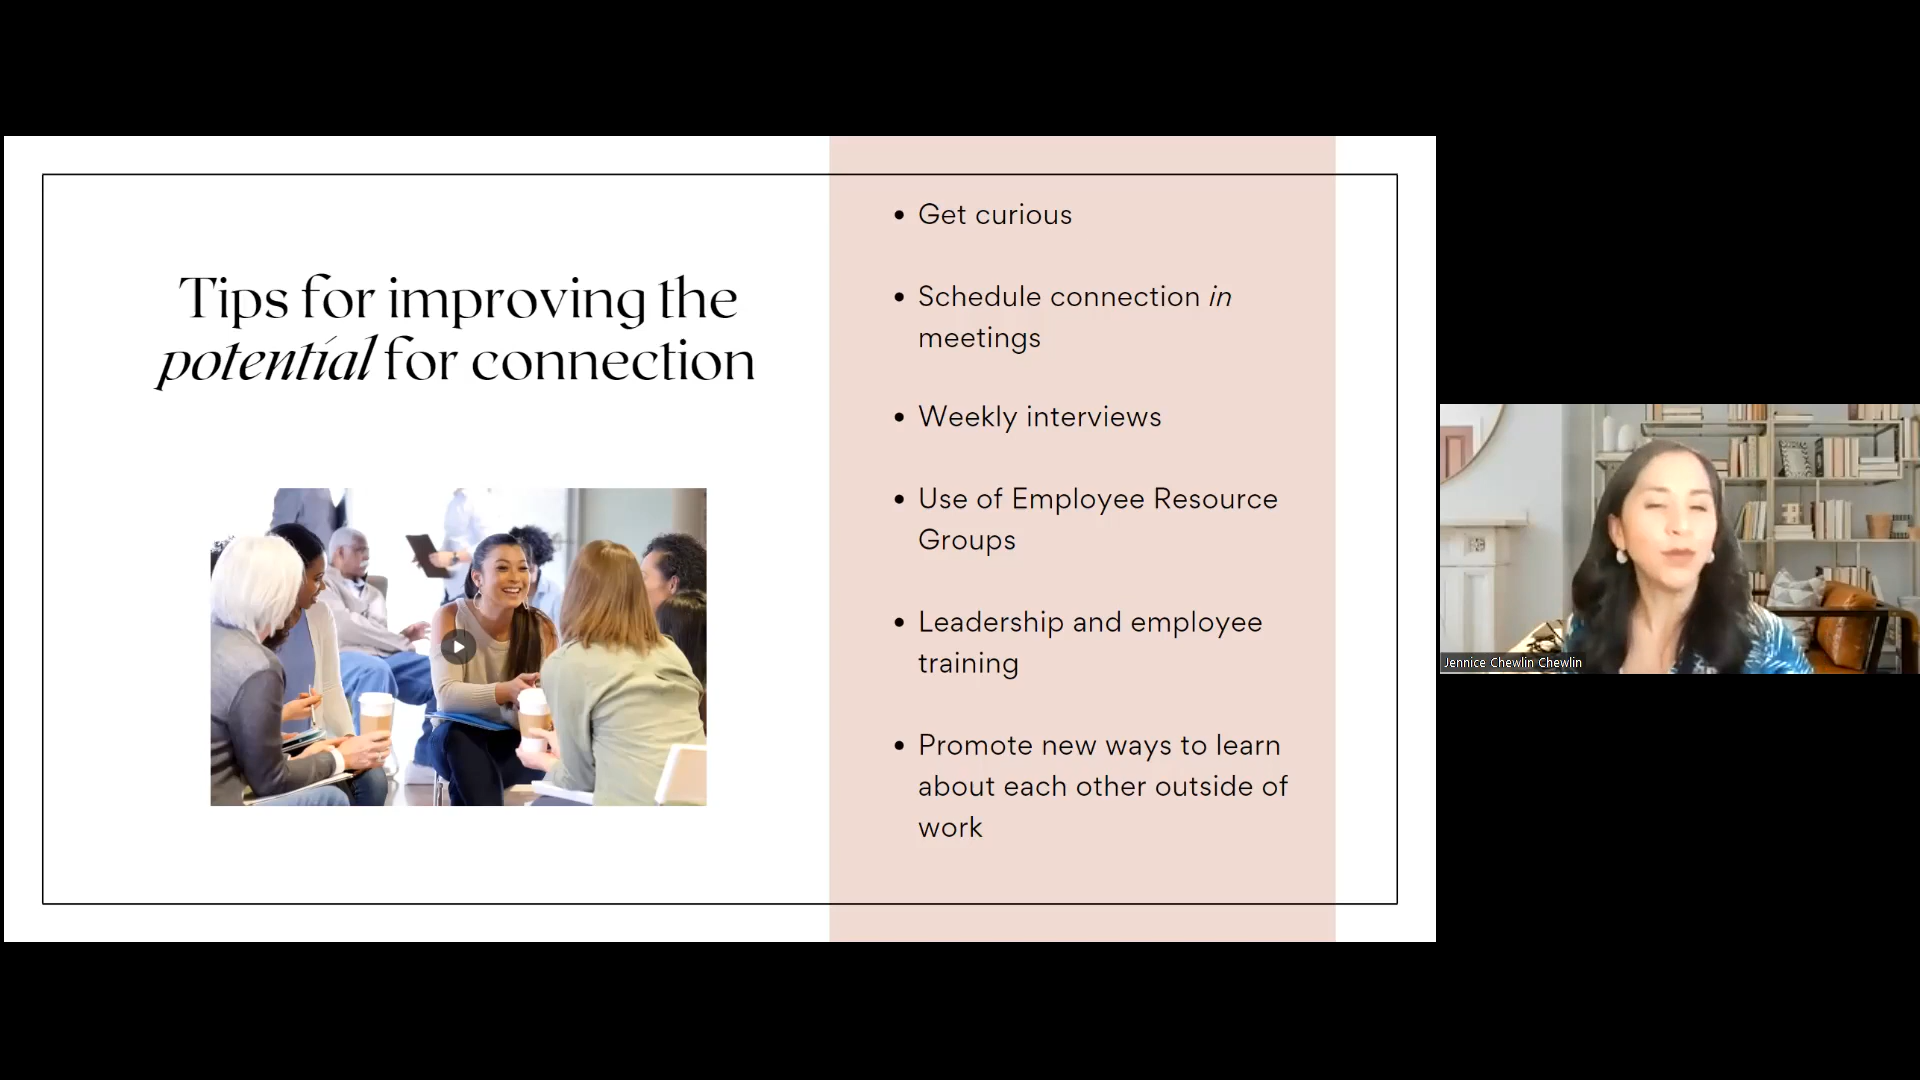 Tips for improving the
potential for connection
• Get curious
• Schedule connection in
meetings
• Weekly interviews
• Use of Employee Resource
Groups
• Leadership and employee
training
• Promote new ways to learn
about each other outside of
work
Jennice Chewlin Chewlin